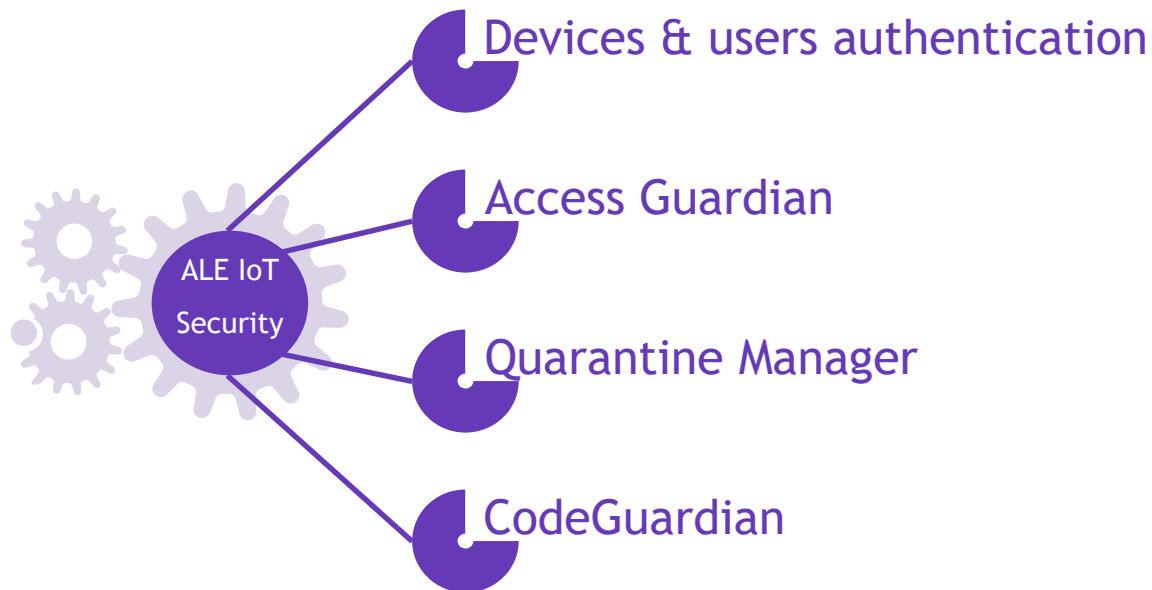 Devices & users authentication
Access Guardian
ALE IoT
Security
Quarantine Manager
CodeGuardian